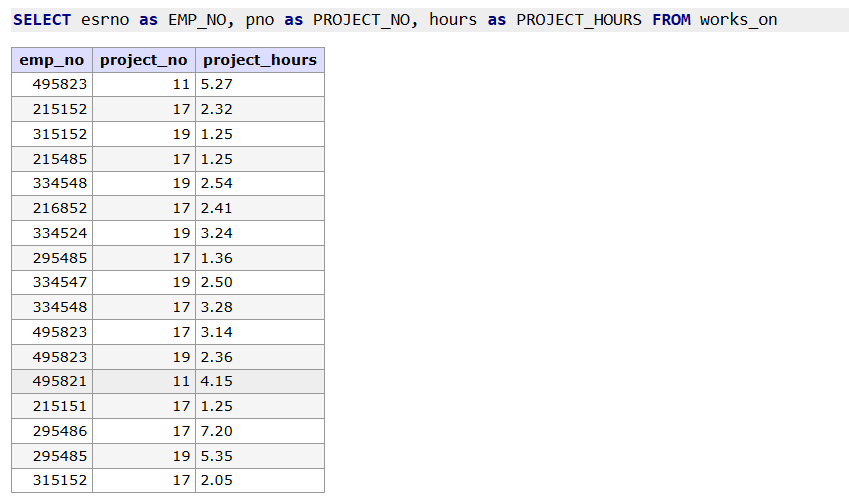 SELECT esrno as EMP_NO, pno as PROJECT_NO, hours as PROJECT_HOURS FROM works_on
emp_no project_no project_hours
495823 11 5.27
215152 17 2.32
315152 19 1.25
215485 17 1.25
334548 19 2.54
216852 17 2.41
334524 19 3.24
295485 17 1.36
334547 19 2.50
334548 17 3.28
495823 17 3.14
495823 19 2.36
495821 11 4.15
215151 17 1.25
295486 17 7.20
295485 19 5.35
315152 17 2.05